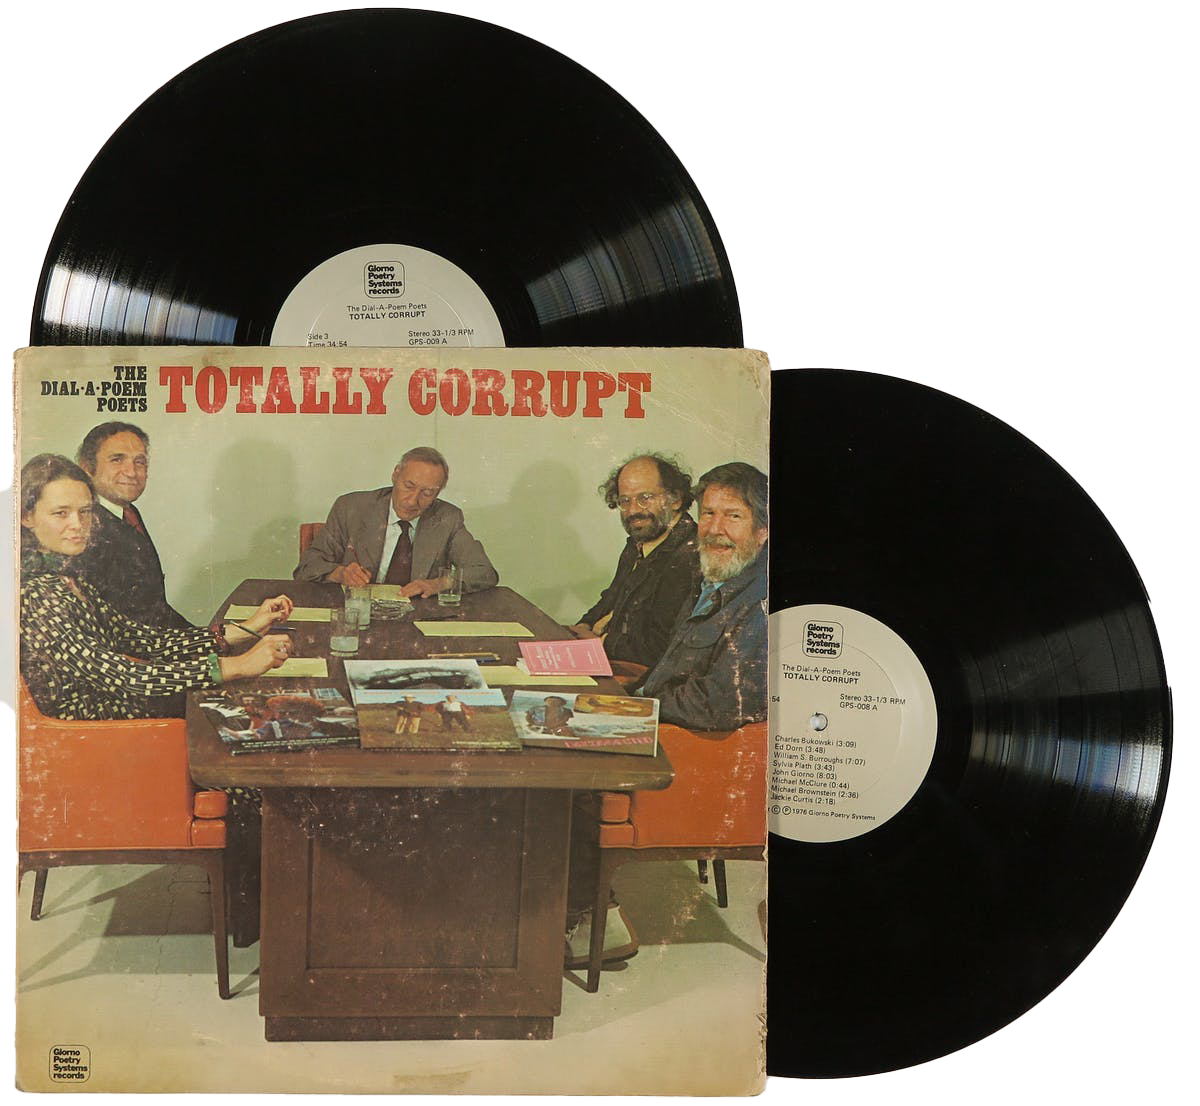 Giorno
Poetry
Systems
records
The Dial-A-Poem Poets
TOTALLY CORRUPT
Side 3
Time 34:54
Stereo 33-1/3 RPM
GPS-009 A
THE
DIAL·A·POEM
POETS
TOTALLY CORRUPT
Giorno
Poetry
Systems
records
Giorno
Poetry
Systems
records
The Dial-A-Poem Poets
TOTALLY CORRUPT
54
Stereo 33-1/3 RPM
GPS-008 A
Charles Bukowski (3:09)
Ed Dorn (3:48)
William S. Burroughs (7:07)
Sylvia Plath (3:43)
John Giorno (8:03)
Michael McClure (0:44)
Michael Brownstein (2:36)
Jackie Curtis (2:18)
© ℗ 1976 Giorno Poetry Systems